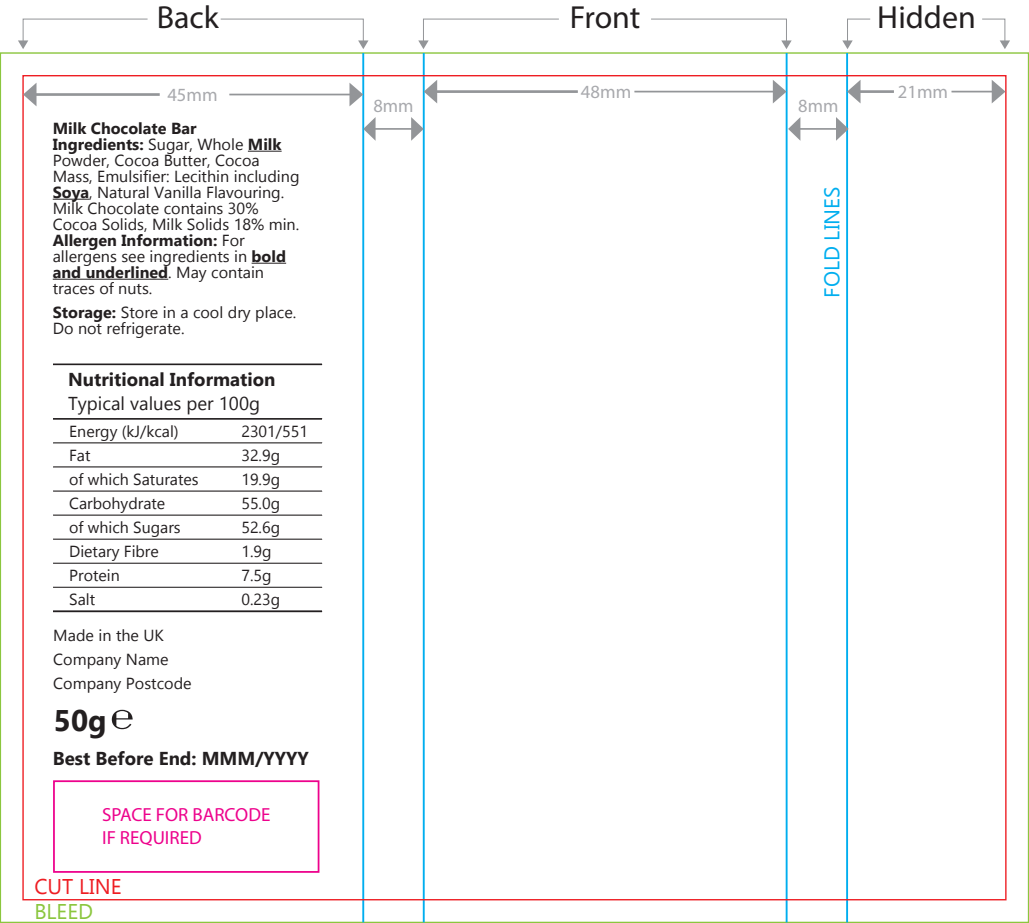 Back Front Hidden
45mm 48mm 21mm
8mm 8mm
Milk Chocolate Bar
Ingredients: Sugar, Whole Milk
Powder, Cocoa Butter, Cocoa
Mass, Emulsifier: Lecithin including
Soya, Natural Vanilla Flavouring.
Milk Chocolate contains 30%
Cocoa Solids, Milk Solids 18% min.
Allergen Information: For
allergens see ingredients in bold
and underlined. May contain
traces of nuts.
Storage: Store in a cool dry place.
Do not refrigerate.
FOLD LINES
Nutritional Information
Typical values per 100g
Energy (kJ/kcal) 2301/551
Fat 32.9g
of which Saturates 19.9g
Carbohydrate 55.0g
of which Sugars 52.6g
Dietary Fibre 1.9g
Protein 7.5g
Salt 0.23g
Made in the UK
Company Name
Company Postcode
50g ℮
Best Before End: MMM/YYYY
SPACE FOR BARCODE
IF REQUIRED
CUT LINE
BLEED